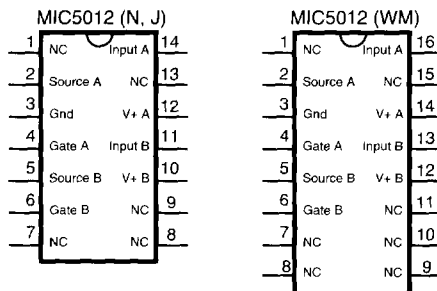 MIC5012 (N, J)
1 NC Input A 14
2 Source A NC 13
3 Gnd V+ A 12
4 Gate A Input B 11
5 Source B V+ B 10
6 Gate B NC 9
7 NC NC 8
MIC5012 (WM)
1 NC Input A 16
2 Source A NC 15
3 Gnd V+ A 14
4 Gate A Input B 13
5 Source B V+ B 12
6 Gate B NC 11
7 NC NC 10
8 NC NC 9